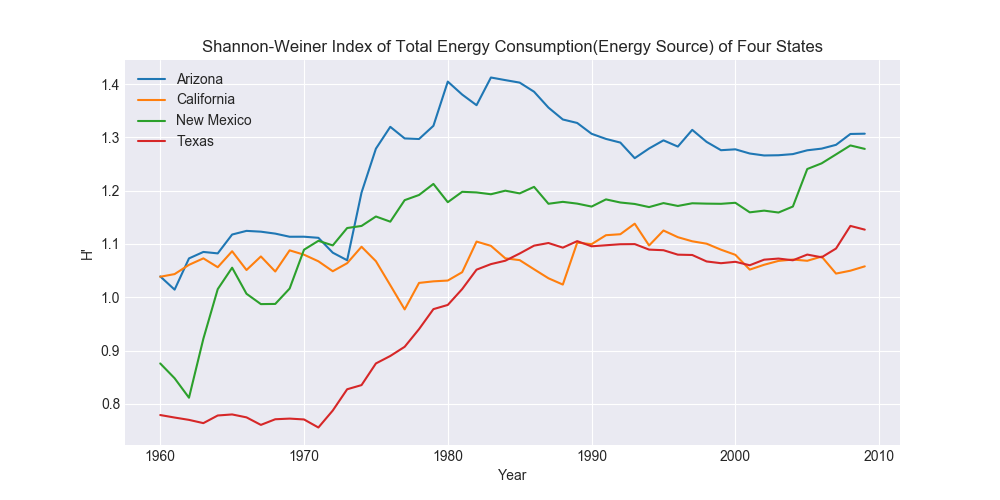 Shannon-Weiner Index of Total Energy Consumption(Energy Source) of Four States
Arizona
California
New Mexico
Texas
1.4
1.3
1.2
1.1
1.0
0.9
0.8
H'
1960 1970 1980 1990 2000 2010
Year